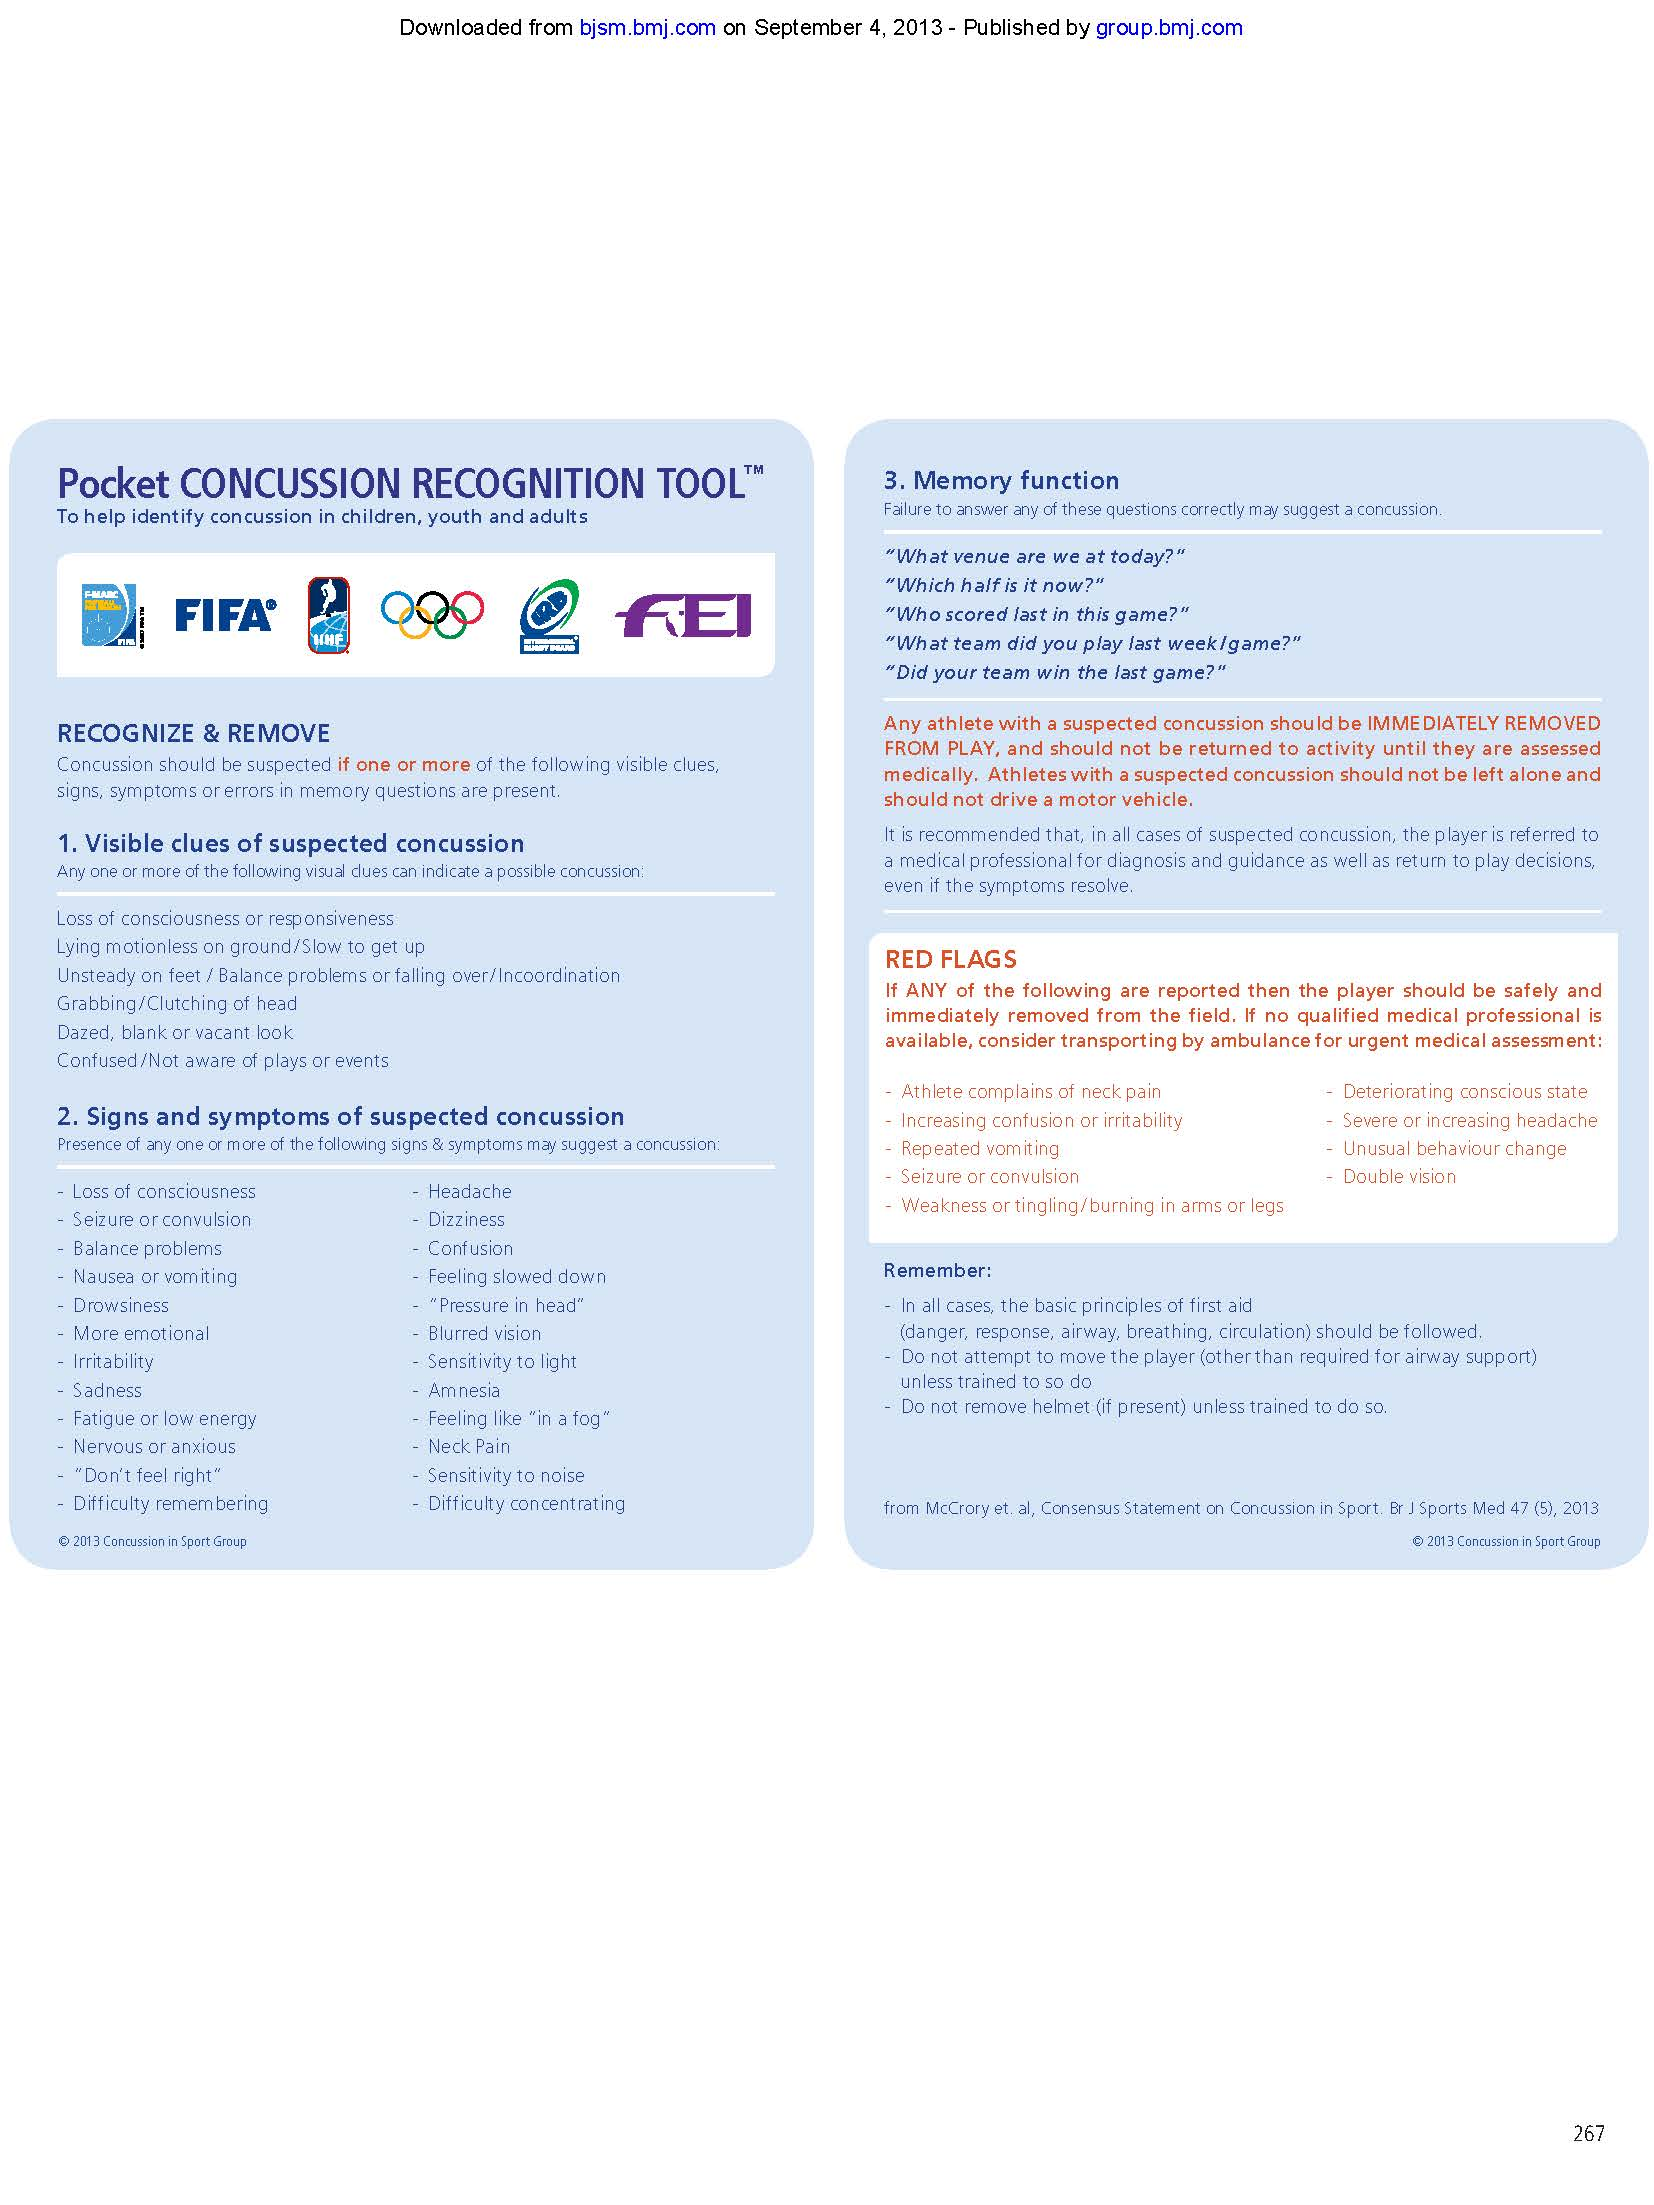 Downloaded from bjsm.bmj.com on September 4, 2013 - Published by group.bmj.com
Pocket CONCUSSION RECOGNITION TOOL™
To help identify concussion in children, youth and adults
F-MARC
FIFA®
IIHF
INTERNATIONAL RUGBY BOARD
FEI
RECOGNIZE & REMOVE
Concussion should be suspected if one or more of the following visible clues,
signs, symptoms or errors in memory questions are present.
1. Visible clues of suspected concussion
Any one or more of the following visual clues can indicate a possible concussion:
Loss of consciousness or responsiveness
Lying motionless on ground/Slow to get up
Unsteady on feet / Balance problems or falling over/Incoordination
Grabbing/Clutching of head
Dazed, blank or vacant look
Confused/Not aware of plays or events
2. Signs and symptoms of suspected concussion
Presence of any one or more of the following signs & symptoms may suggest a concussion:
- Loss of consciousness
- Seizure or convulsion
- Balance problems
- Nausea or vomiting
- Drowsiness
- More emotional
- Irritability
- Sadness
- Fatigue or low energy
- Nervous or anxious
- “Don’t feel right”
- Difficulty remembering
- Headache
- Dizziness
- Confusion
- Feeling slowed down
- “Pressure in head”
- Blurred vision
- Sensitivity to light
- Amnesia
- Feeling like “in a fog“
- Neck Pain
- Sensitivity to noise
- Difficulty concentrating
© 2013 Concussion in Sport Group
3. Memory function
Failure to answer any of these questions correctly may suggest a concussion.
“What venue are we at today?”
“Which half is it now?”
“Who scored last in this game?”
“What team did you play last week/game?”
“Did your team win the last game?”
Any athlete with a suspected concussion should be IMMEDIATELY REMOVED
FROM PLAY, and should not be returned to activity until they are assessed
medically. Athletes with a suspected concussion should not be left alone and
should not drive a motor vehicle.
It is recommended that, in all cases of suspected concussion, the player is referred to
a medical professional for diagnosis and guidance as well as return to play decisions,
even if the symptoms resolve.
RED FLAGS
If ANY of the following are reported then the player should be safely and
immediately removed from the field. If no qualified medical professional is
available, consider transporting by ambulance for urgent medical assessment:
- Athlete complains of neck pain
- Increasing confusion or irritability
- Repeated vomiting
- Seizure or convulsion
- Weakness or tingling/burning in arms or legs
- Deteriorating conscious state
- Severe or increasing headache
- Unusual behaviour change
- Double vision
Remember:
- In all cases, the basic principles of first aid
(danger, response, airway, breathing, circulation) should be followed.
- Do not attempt to move the player (other than required for airway support)
unless trained to so do
- Do not remove helmet (if present) unless trained to do so.
from McCrory et. al, Consensus Statement on Concussion in Sport. Br J Sports Med 47 (5), 2013
© 2013 Concussion in Sport Group
267